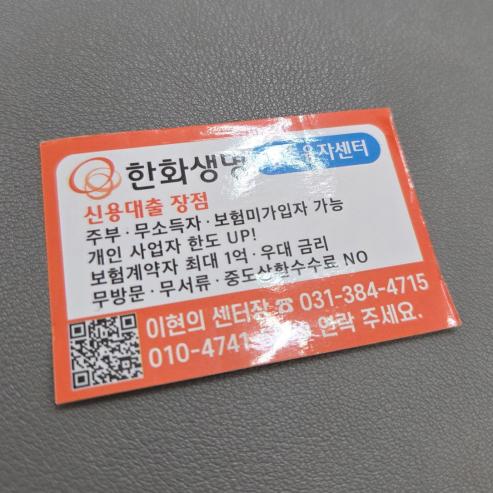 한화생명 융자센터
신용대출 장점
주부·무소득자·보험미가입자 가능
개인 사업자 한도 UP!
보험계약자 최대 1억·우대 금리
무방문·무서류·중도상환수수료 NO
이현의 센터장 ☎ 031-384-4715
010-4741 연락 주세요.